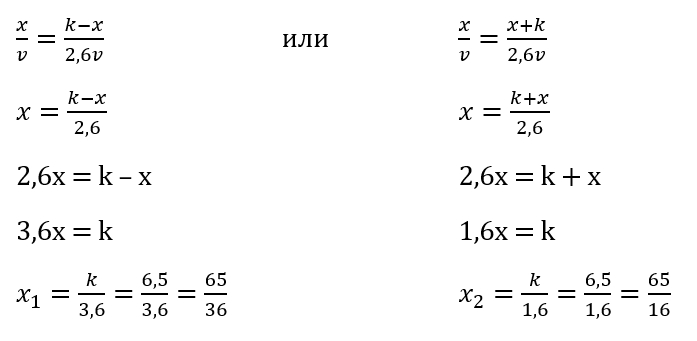 x/v = k−x/2,6v или x/v = x+k/2,6v
x = k−x/2,6 x = k+x/2,6
2,6x = k – x 2,6x = k + x
3,6x = k 1,6x = k
x₁ = k/3,6 = 6,5/3,6 = 65/36 x₂ = k/1,6 = 6,5/1,6 = 65/16